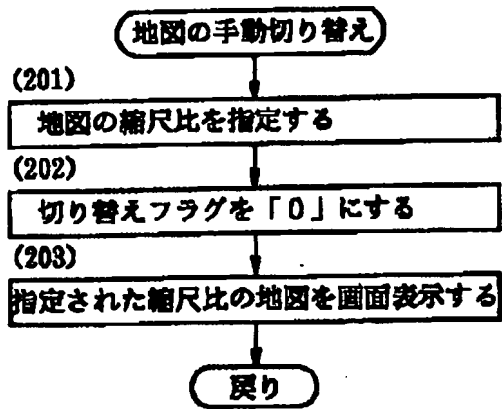 地図の手動切り替え
(201)
地図の縮尺比を指定する
(202)
切り替えフラグを「0」にする
(203)
指定された縮尺比の地図を画面表示する
戻り